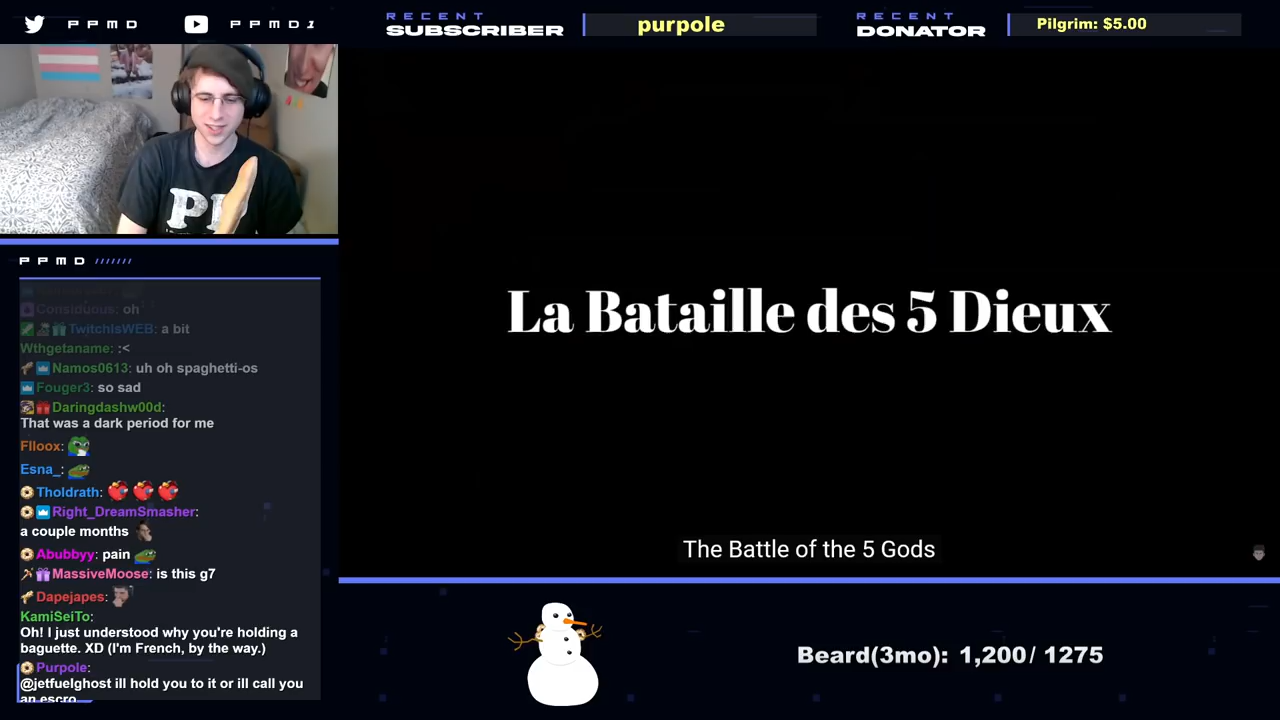 PPMD
PPMD1
RECENT
SUBSCRIBER
purpole
RECENT
DONATOR
Pilgrim: $5.00
PPMD
Considuous: oh
TwitchIsWEB: a bit
Wthgetaname: :<
Namos0613: uh oh spaghetti-os
Fouger3: so sad
Daringdashw00d:
That was a dark period for me
Flloox:
Esna_:
Tholdrath:
Right_DreamSmasher:
a couple months
Abubbyy: pain
MassiveMoose: is this g7
Dapejapes:
KamiSeiTo:
Oh! I just understood why you're holding a
baguette. XD (I'm French, by the way.)
Purpole:
@jetfuelghost ill hold you to it or ill call you
an escro
La Bataille des 5 Dieux
The Battle of the 5 Gods
Beard(3mo): 1,200/ 1275